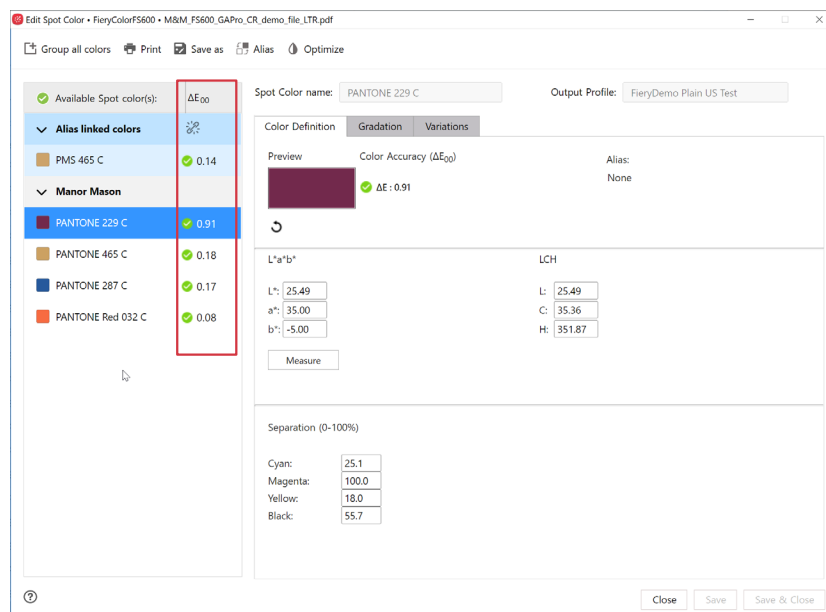 Edit Spot Color • FieryColorFS600 • M&M_FS600_GAPro_CR_demo_file_LTR.pdf
Group all colors Print Save as Alias Optimize
Available Spot color(s): ΔE00
Alias linked colors
PMS 465 C 0.14
Manor Mason
PANTONE 229 C 0.91
PANTONE 465 C 0.18
PANTONE 287 C 0.17
PANTONE Red 032 C 0.08
Spot Color name: PANTONE 229 C Output Profile: FieryDemo Plain US Test
Color Definition Gradation Variations
Preview Color Accuracy (ΔE00) Alias:
ΔE : 0.91 None
L*a*b* LCH
L*: 25.49 L: 25.49
a*: 35.00 C: 35.36
b*: -5.00 H: 351.87
Measure
Separation (0-100%)
Cyan: 25.1
Magenta: 100.0
Yellow: 18.0
Black: 55.7
Close Save Save & Close